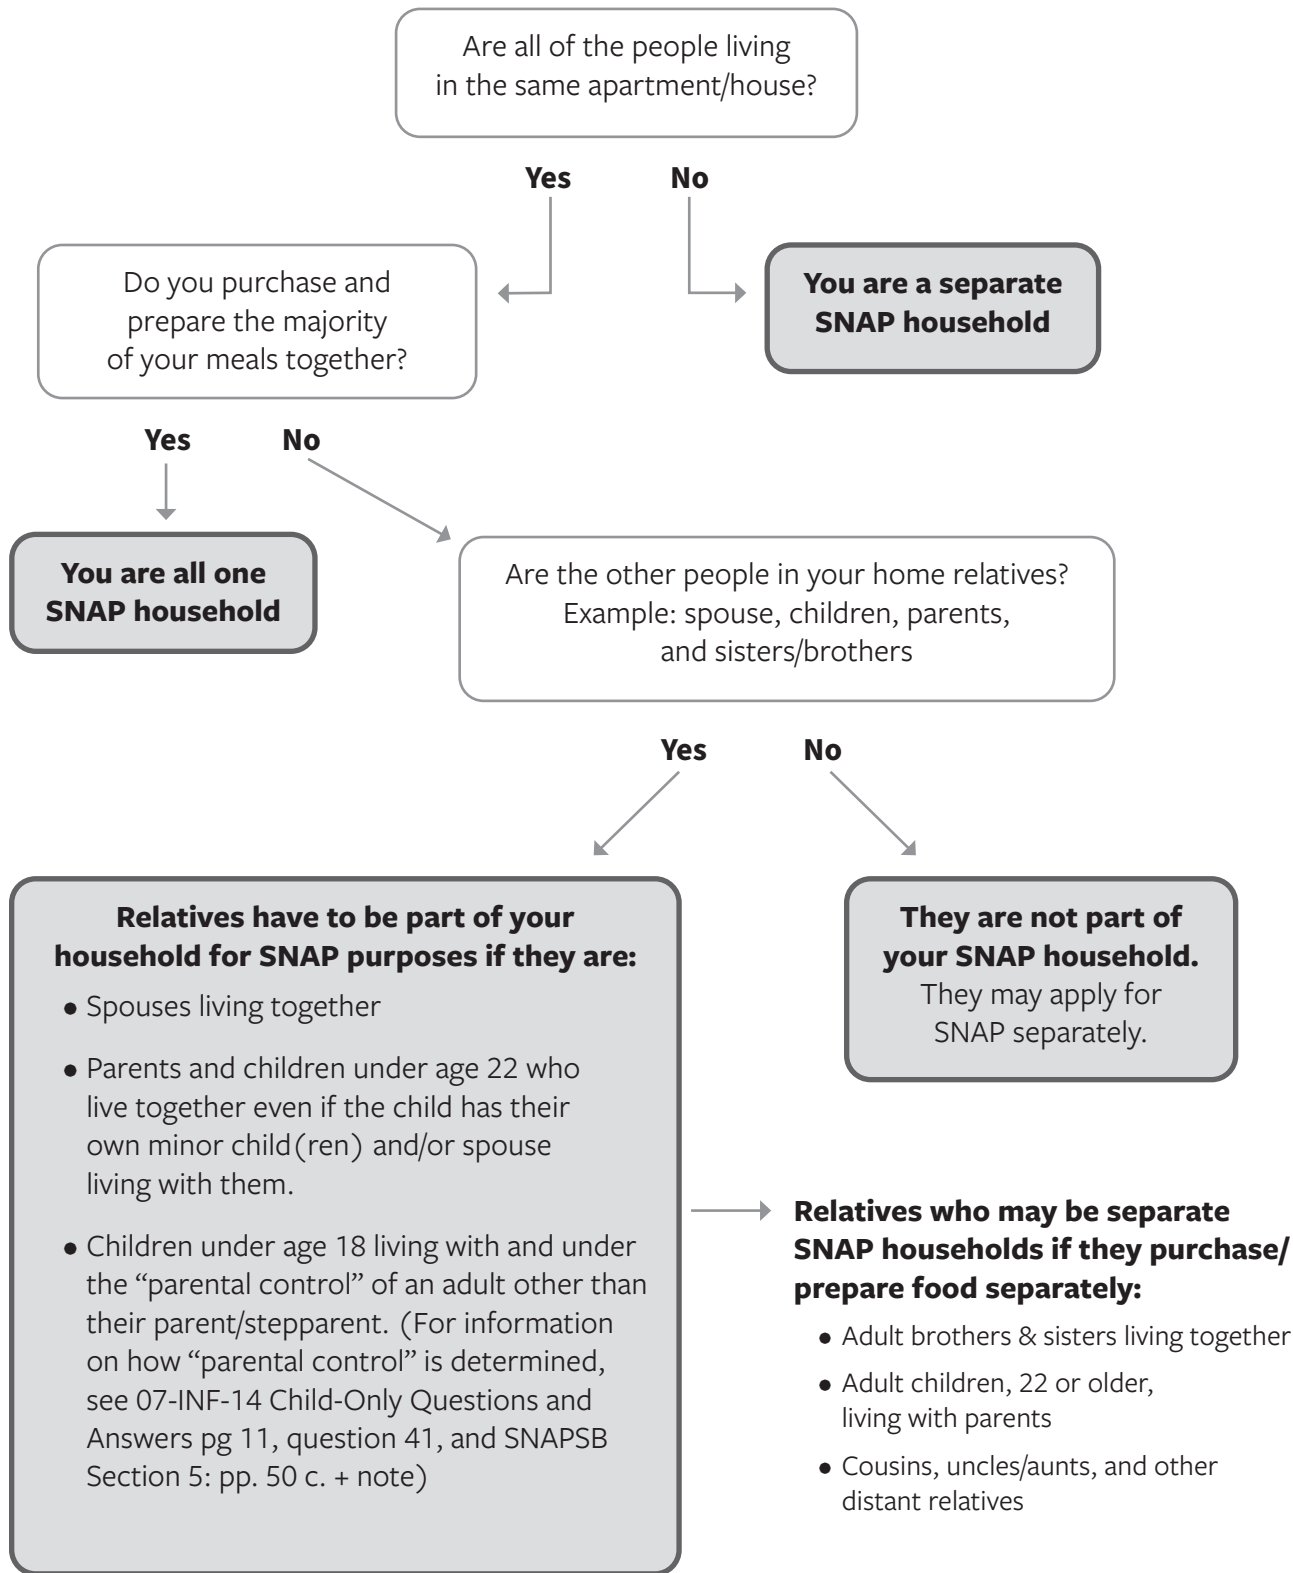 Are all of the people living
in the same apartment/house?
Yes
No
Do you purchase and
prepare the majority
of your meals together?
You are a separate
SNAP household
Yes
No
You are all one
SNAP household
Are the other people in your home relatives?
Example: spouse, children, parents,
and sisters/brothers
Yes
No
Relatives have to be part of your
household for SNAP purposes if they are:
● Spouses living together
● Parents and children under age 22 who
live together even if the child has their
own minor child(ren) and/or spouse
living with them.
● Children under age 18 living with and under
the “parental control” of an adult other than
their parent/stepparent. (For information
on how “parental control” is determined,
see 07-INF-14 Child-Only Questions and
Answers pg 11, question 41, and SNAPSB
Section 5: pp. 50 c. + note)
They are not part of
your SNAP household.
They may apply for
SNAP separately.
Relatives who may be separate
SNAP households if they purchase/
prepare food separately:
● Adult brothers & sisters living together
● Adult children, 22 or older,
living with parents
● Cousins, uncles/aunts, and other
distant relatives